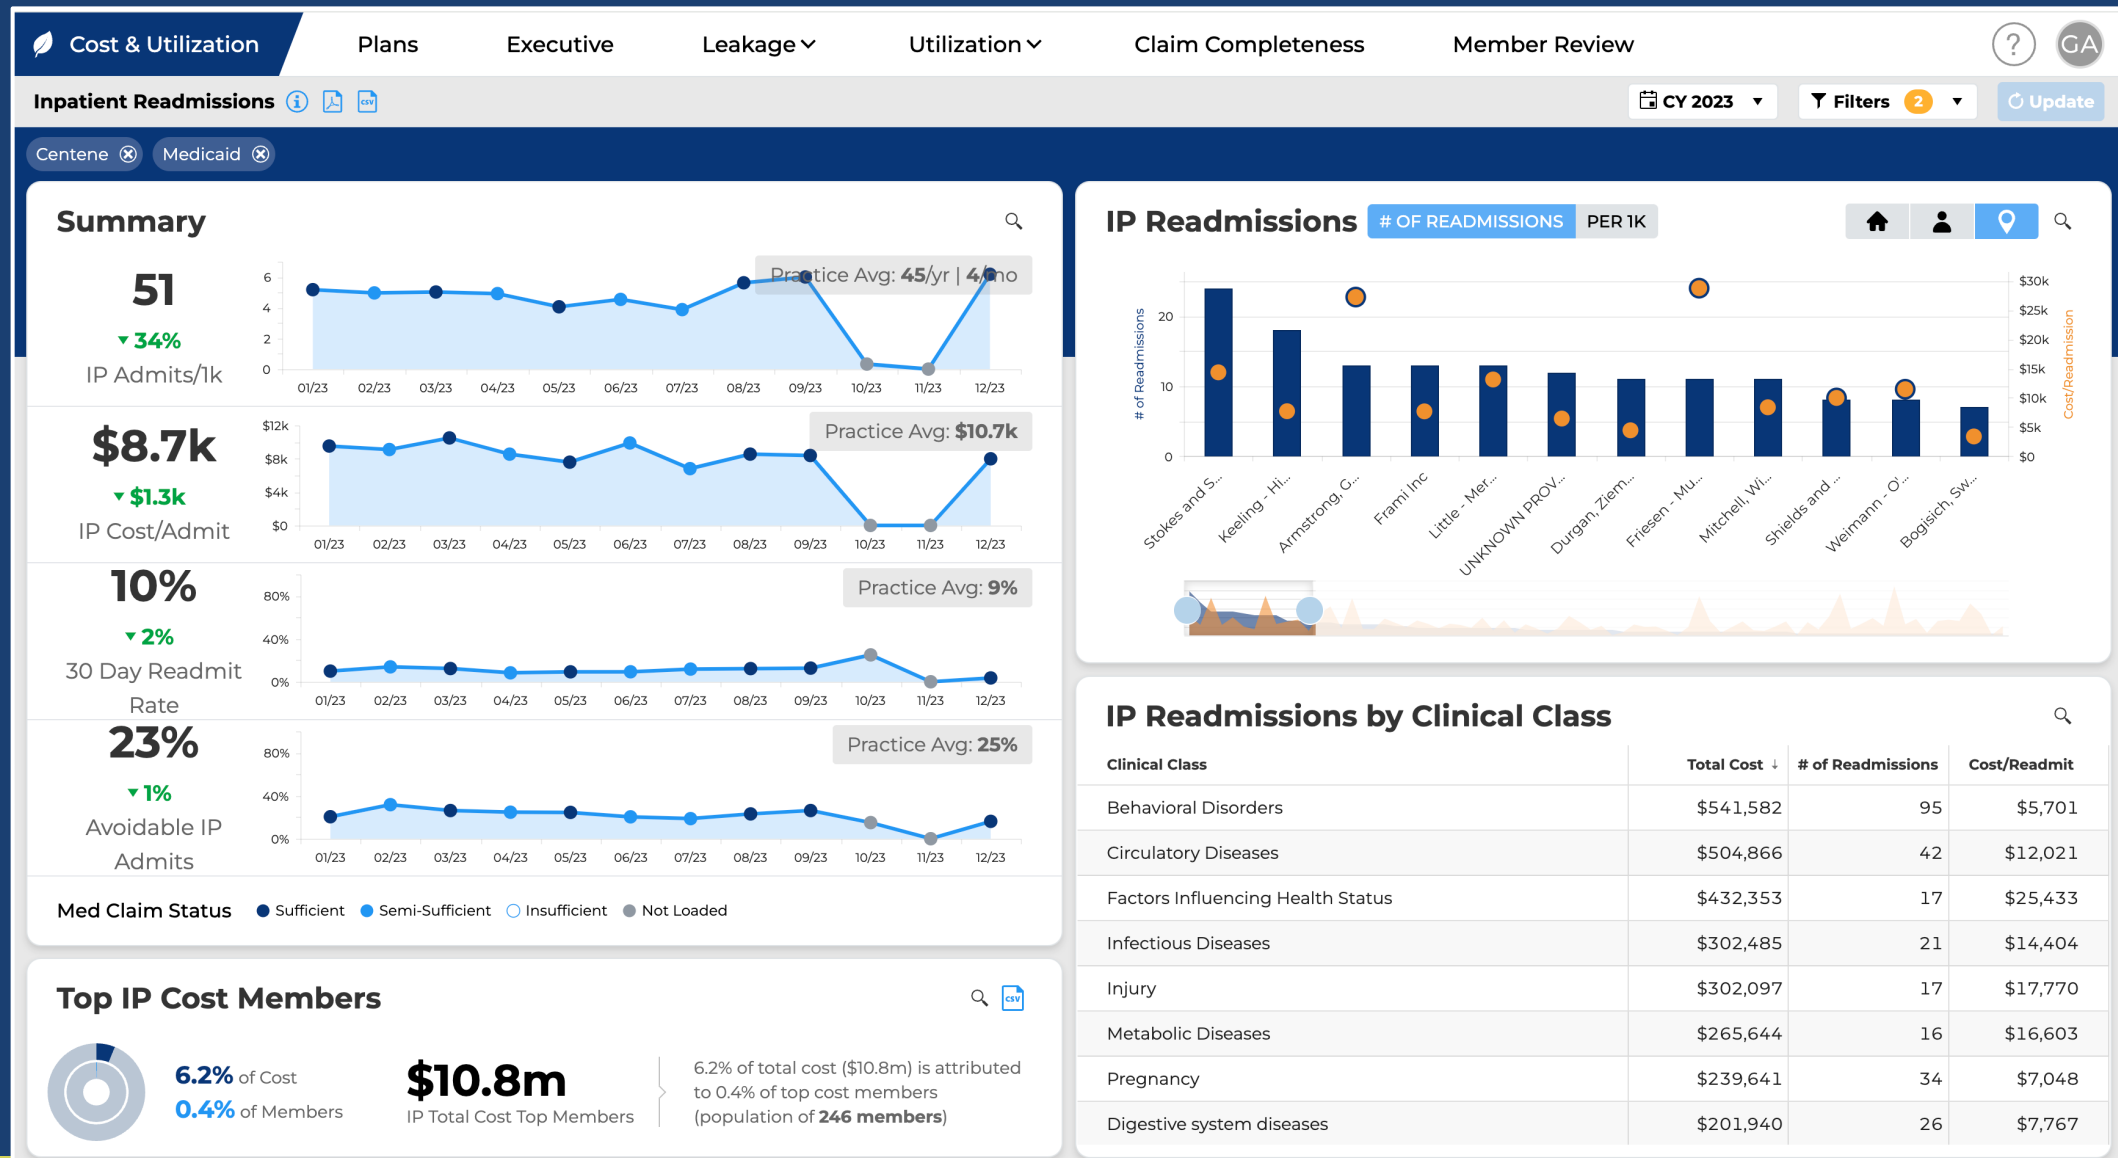 Cost & Utilization
Plans
Executive
Leakage
Utilization
Claim Completeness
Member Review
?
GA
Inpatient Readmissions
csv
CY 2023
Filters
2
Update
Centene
Medicaid
Summary
51
34%
IP Admits/1k
Practice Avg: 45/yr | 4/mo
6
4
2
0
01/23 02/23 03/23 04/23 05/23 06/23 07/23 08/23 09/23 10/23 11/23 12/23
$8.7k
$1.3k
IP Cost/Admit
Practice Avg: $10.7k
$12k
$8k
$4k
$0
01/23 02/23 03/23 04/23 05/23 06/23 07/23 08/23 09/23 10/23 11/23 12/23
10%
2%
30 Day Readmit
Rate
Practice Avg: 9%
80%
40%
0%
01/23 02/23 03/23 04/23 05/23 06/23 07/23 08/23 09/23 10/23 11/23 12/23
23%
1%
Avoidable IP
Admits
Practice Avg: 25%
80%
40%
0%
01/23 02/23 03/23 04/23 05/23 06/23 07/23 08/23 09/23 10/23 11/23 12/23
Med Claim Status
Sufficient
Semi-Sufficient
Insufficient
Not Loaded
Top IP Cost Members
csv
6.2% of Cost
0.4% of Members
$10.8m
IP Total Cost Top Members
6.2% of total cost ($10.8m) is attributed
to 0.4% of top cost members
(population of 246 members)
IP Readmissions
# OF READMISSIONS
PER 1K
# of Readmissions
20
10
0
$30k
$25k
$20k
$15k
$10k
$5k
$0
Cost/Readmission
Stokes and S...
Keeling - Hi...
Armstrong, G...
Frami Inc
Little - Mer...
UNKNOWN PROV...
Durgan, Ziem...
Friesen - Mu...
Mitchell, Wi...
Shields and ...
Weimann - O'...
Bogisich, Sw...
IP Readmissions by Clinical Class
Clinical Class Total Cost ↓ # of Readmissions Cost/Readmit
Behavioral Disorders $541,582 95 $5,701
Circulatory Diseases $504,866 42 $12,021
Factors Influencing Health Status $432,353 17 $25,433
Infectious Diseases $302,485 21 $14,404
Injury $302,097 17 $17,770
Metabolic Diseases $265,644 16 $16,603
Pregnancy $239,641 34 $7,048
Digestive system diseases $201,940 26 $7,767